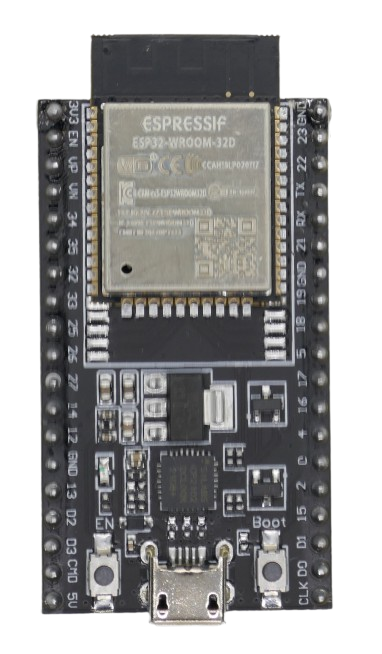 ESPRESSIF
ESP32-WROOM-32D
3V3
EN
VP
VN
34
35
32
33
25
26
27
14
12
GND
13
D2
D3
CMD
5V
GND
23
22
TX
RX
21
GND
19
18
5
17
16
4
0
2
15
D1
D0
CLK
EN
Boot